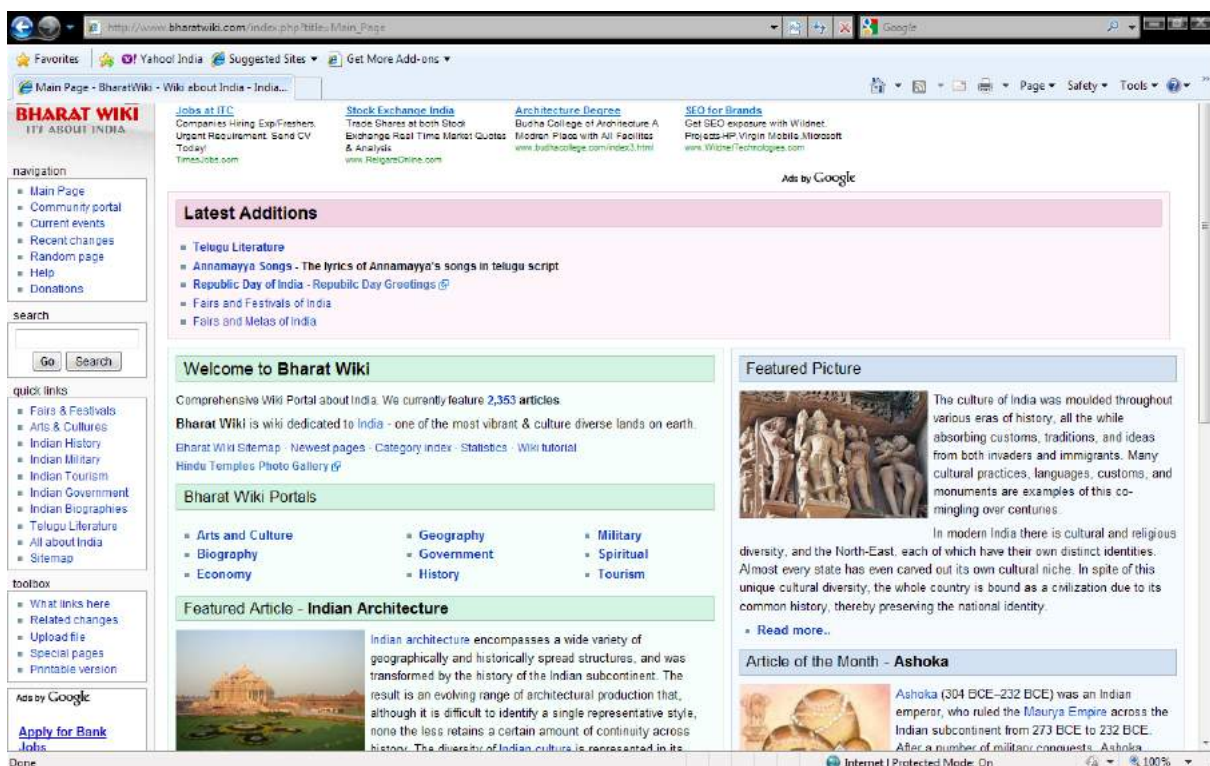 http://www.bharatwiki.com/index.php?title=Main_Page
Google
Favorites
Yahoo! India
Suggested Sites
Get More Add-ons
Main Page - BharatWiki - Wiki about India - India...
Page
Safety
Tools
BHARAT WIKI
ITS ABOUT INDIA
Jobs at ITC
Companies Hiring Exp/Freshers.
Urgent Requirement. Send CV
Today!
TimesJobs.com
Stock Exchange India
Trade Shares at both Stock
Exchange Real Time Market Quotes
& Analysis
www.ReligareOnline.com
Architecture Degree
Budha College of Architecture A
Modren Place with All Facilites
www.budhacollege.com/index3.html
SEO for Brands
Get SEO exposure with Wildnet.
Projects-HP,Virgin Mobile,Microsoft
www.WildnetTechnologies.com
Ads by Google
navigation
Main Page
Community portal
Current events
Recent changes
Random page
Help
Donations
search
Go
Search
quick links
Fairs & Festivals
Arts & Cultures
Indian History
Indian Military
Indian Tourism
Indian Government
Indian Biographies
Telugu Literature
All about India
Sitemap
toolbox
What links here
Related changes
Upload file
Special pages
Printable version
Ads by Google
Apply for Bank
Jobs
Latest Additions
Telugu Literature
Annamayya Songs - The lyrics of Annamayya's songs in telugu script
Republic Day of India - Repubilc Day Greetings
Fairs and Festivals of India
Fairs and Melas of India
Welcome to Bharat Wiki
Comprehensive Wiki Portal about India. We currently feature 2,353 articles.
Bharat Wiki is wiki dedicated to India - one of the most vibrant & culture diverse lands on earth.
Bharat Wiki Sitemap · Newest pages · Category index · Statistics · Wiki tutorial
Hindu Temples Photo Gallery
Bharat Wiki Portals
Arts and Culture
Geography
Military
Biography
Government
Spiritual
Economy
History
Tourism
Featured Article - Indian Architecture
Indian architecture encompasses a wide variety of
geographically and historically spread structures, and was
transformed by the history of the Indian subcontinent. The
result is an evolving range of architectural production that,
although it is difficult to identify a single representative style,
none the less retains a certain amount of continuity across
history. The diversity of Indian culture is represented in its
Featured Picture
The culture of India was moulded throughout
various eras of history, all the while
absorbing customs, traditions, and ideas
from both invaders and immigrants. Many
cultural practices, languages, customs, and
monuments are examples of this co-
mingling over centuries.
In modern India there is cultural and religious
diversity, and the North-East, each of which have their own distinct identities.
Almost every state has even carved out its own cultural niche. In spite of this
unique cultural diversity, the whole country is bound as a civilization due to its
common history, thereby preserving the national identity.
Read more..
Article of the Month - Ashoka
Ashoka (304 BCE–232 BCE) was an Indian
emperor, who ruled the Maurya Empire across the
Indian subcontinent from 273 BCE to 232 BCE.
After a number of military conquests, Ashoka
Done
Internet | Protected Mode: On
100%